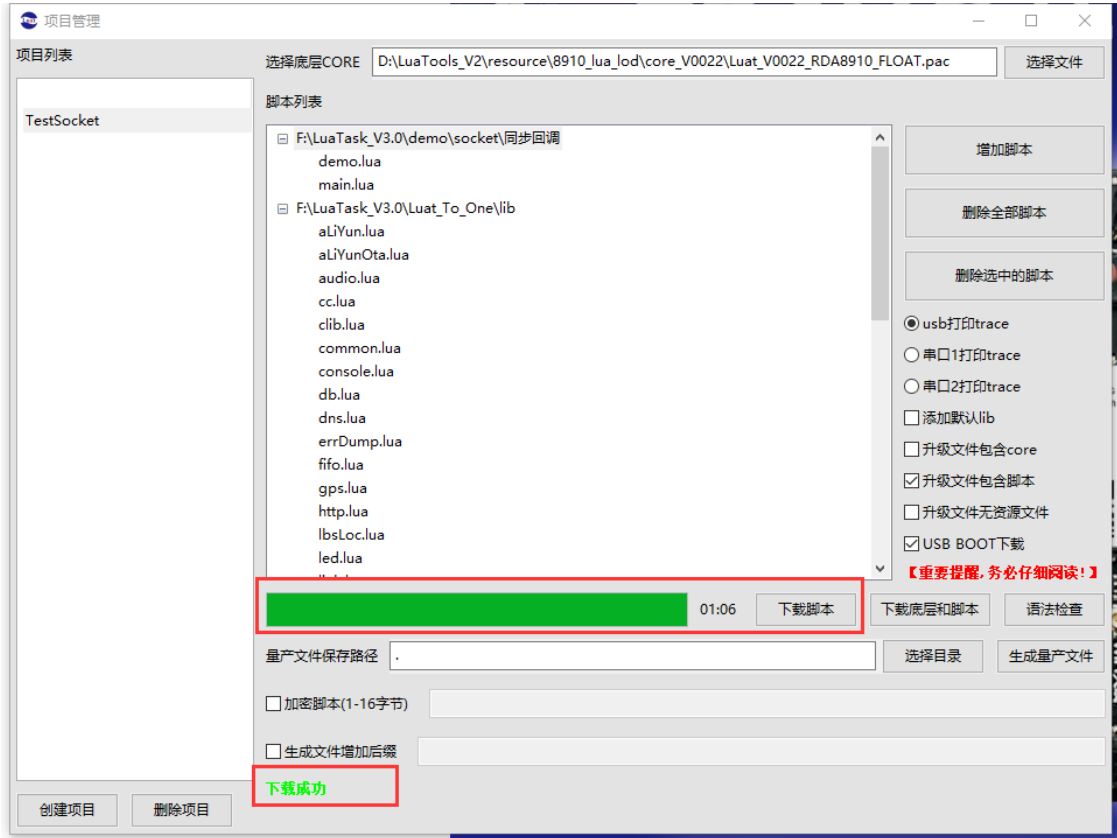 项目管理
项目列表
TestSocket
选择底层CORE D:\LuaTools_V2\resource\8910_lua_lod\core_V0022\Luat_V0022_RDA8910_FLOAT.pac 选择文件
脚本列表
F:\LuaTask_V3.0\demo\socket\同步回调
demo.lua
main.lua
F:\LuaTask_V3.0\Luat_To_One\lib
aLiYun.lua
aLiYunOta.lua
audio.lua
cc.lua
clib.lua
common.lua
console.lua
db.lua
dns.lua
errDump.lua
fifo.lua
gps.lua
http.lua
lbsLoc.lua
led.lua
增加脚本
删除全部脚本
删除选中的脚本
usb打印trace
串口1打印trace
串口2打印trace
添加默认lib
升级文件包含core
升级文件包含脚本
升级文件无资源文件
USB BOOT下载
【重要提醒,务必仔细阅读!】
01:06 下载脚本 下载底层和脚本 语法检查
量产文件保存路径 . 选择目录 生成量产文件
加密脚本(1-16字节)
生成文件增加后缀
下载成功
创建项目 删除项目